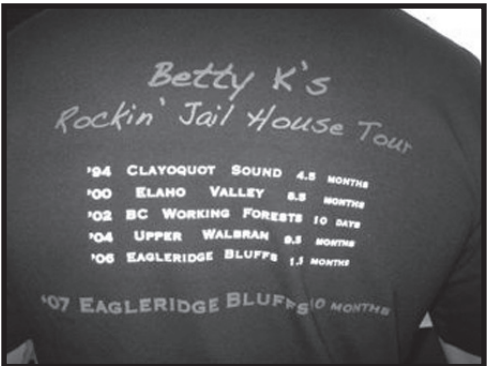 Betty K's
Rockin' Jail House Tour
'94 CLAYOQUOT SOUND 4.5 MONTHS
'00 ELAHO VALLEY 5.5 MONTHS
'02 BC WORKING FORESTS 10 DAYS
'04 UPPER WALBRAN 9.5 MONTHS
'06 EAGLERIDGE BLUFFS 1.5 MONTHS
'07 EAGLERIDGE BLUFFS 10 MONTHS